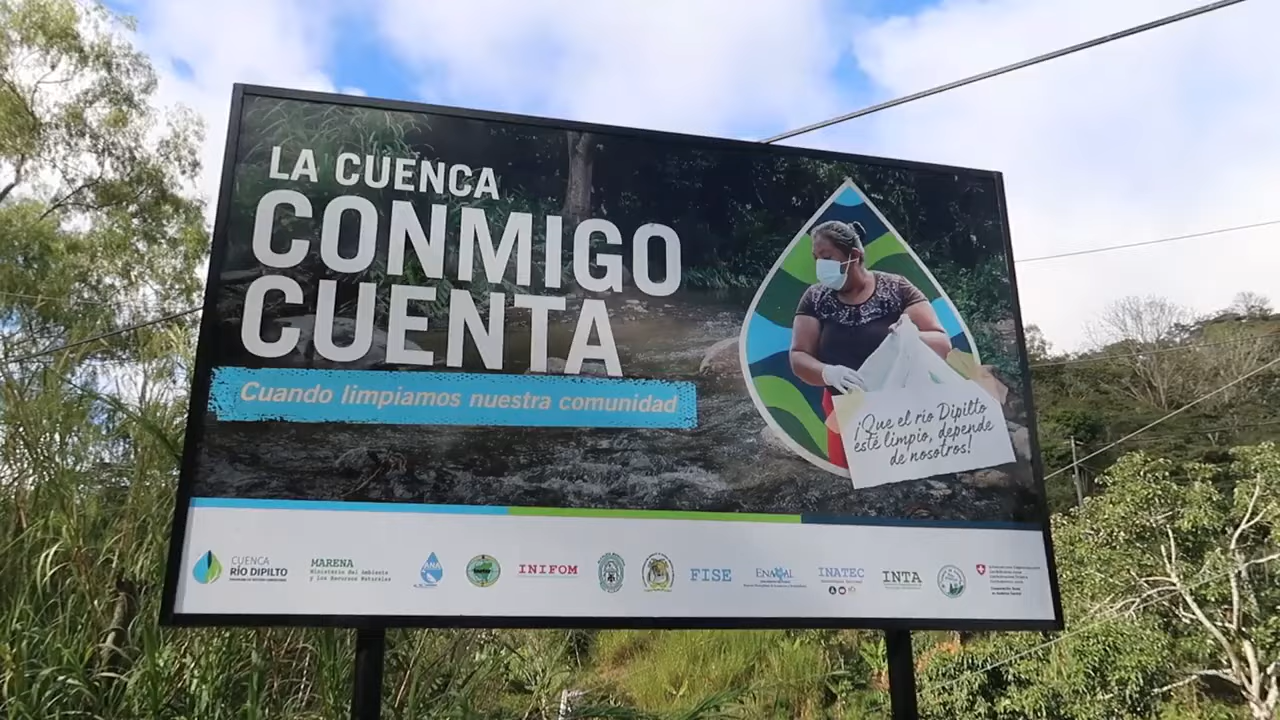 LA CUENCA
CONMIGO
CUENTA
Cuando limpiamos nuestra comunidad
¡Que el río Dipilto
esté limpio, depende
de nosotros!
CUENCA
RÍO DIPILTO
MARENA
Ministerio del Ambiente
y los Recursos Naturales
ANA
INIFOM
FISE
ENACAL
INATEC
INTA